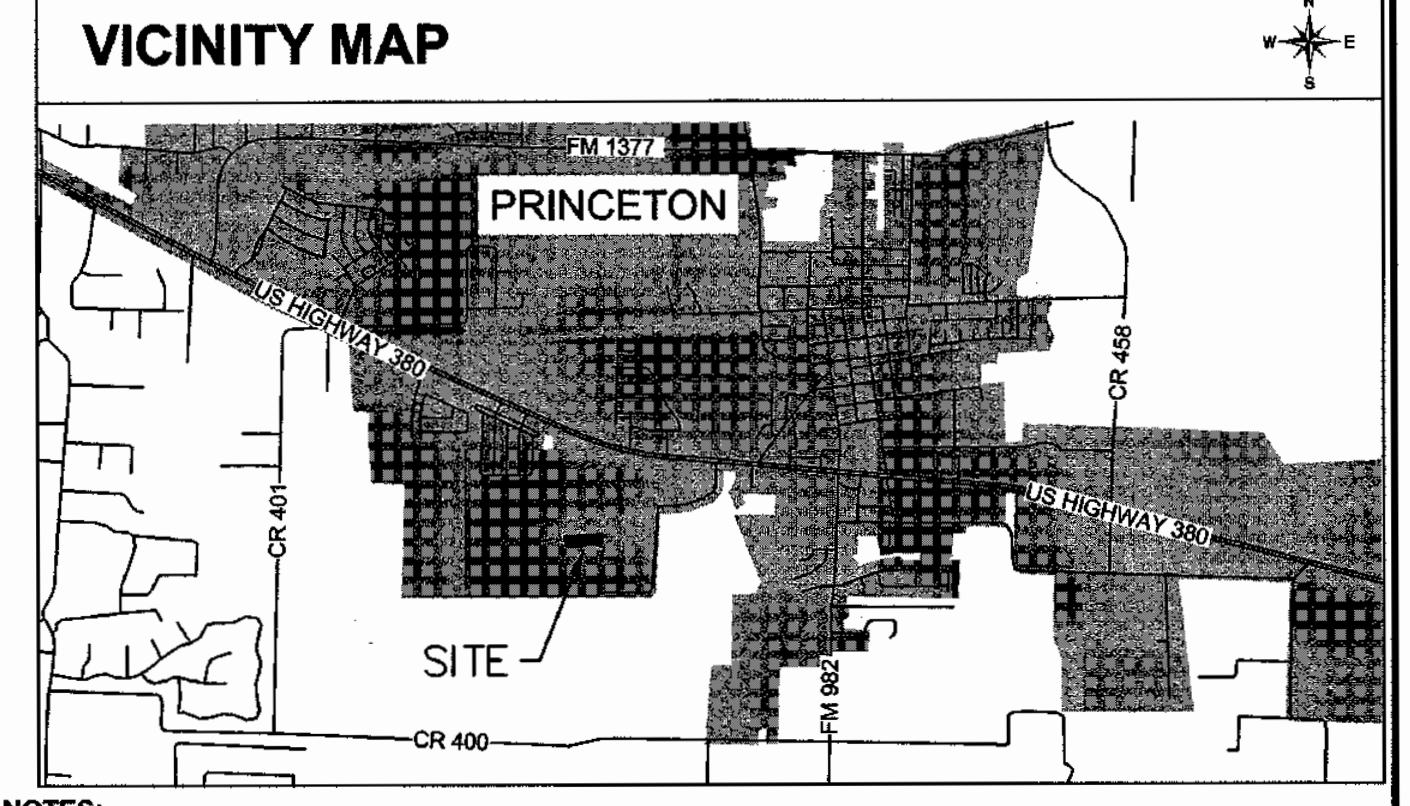 N
VICINITY MAP
W E
S
FM 1377
PRINCETON
US HIGHWAY 380
CR 458
CR 401
US HIGHWAY 380
SITE
FM 982
CR 400
NOTES: